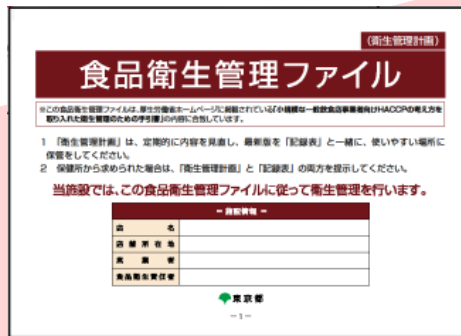 (衛生管理計画)
食品衛生管理ファイル
※この食品衛生管理ファイルは、厚生労働省ホームページに掲載されている「小規模な一般飲食店事業者向けHACCPの考え方を
取り入れた衛生管理のための手引書」の内容に合致しています。
1 「衛生管理計画」は、定期的に内容を見直し、最新版を「記録表」と一緒に、使いやすい場所に
保管をしてください。
2 保健所から求められた場合は、「衛生管理計画」と「記録表」の両方を提示してください。
当施設では、この食品衛生管理ファイルに従って衛生管理を行います。
− 施設情報 −
店名
店舗所在地
営業者
食品衛生責任者
東京都
−1−